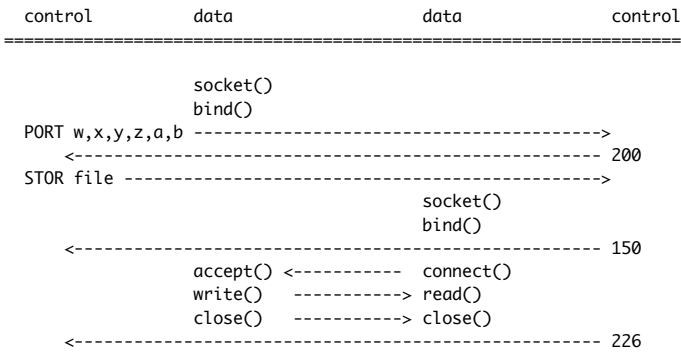 control          data                   data                  control
====================================================================
                   socket()
                   bind()
  PORT w,x,y,z,a,b ----------------------------------------->
      <----------------------------------------------------- 200
  STOR file ------------------------------------------------>
                                          socket()
                                          bind()
      <----------------------------------------------------- 150
                   accept() <-----------  connect()
                   write()   -----------> read()
                   close()   -----------> close()
      <----------------------------------------------------- 226